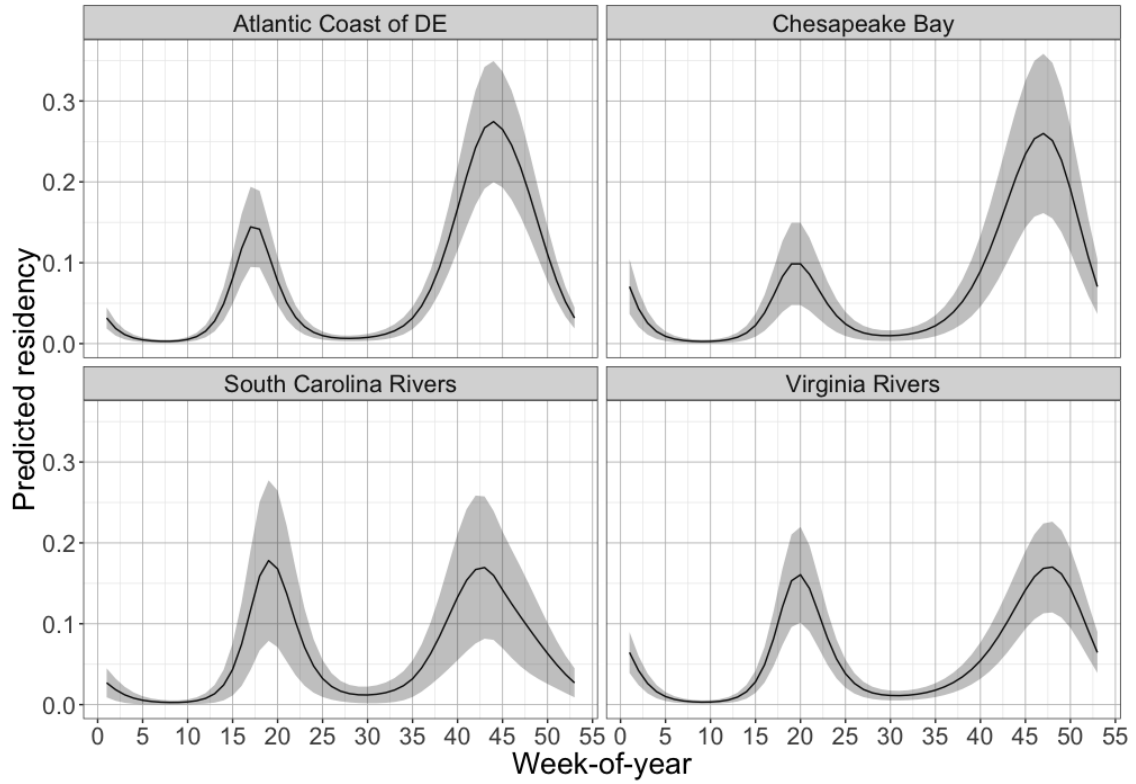 Atlantic Coast of DE
Chesapeake Bay
0.3
0.2
0.1
0.0
South Carolina Rivers
Virginia Rivers
0.3
0.2
0.1
0.0
Predicted residency
0 5 10 15 20 25 30 35 40 45 50 55 0 5 10 15 20 25 30 35 40 45 50 55
Week-of-year